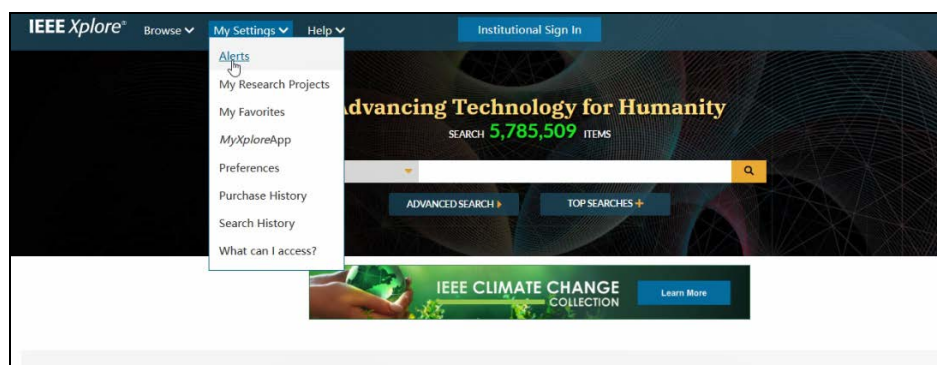 IEEE Xplore®
Browse
My Settings
Help
Institutional Sign In
Alerts
My Research Projects
My Favorites
MyXploreApp
Preferences
Purchase History
Search History
What can I access?
Advancing Technology for Humanity
SEARCH 5,785,509 ITEMS
ADVANCED SEARCH
TOP SEARCHES
IEEE CLIMATE CHANGE
COLLECTION
Learn More